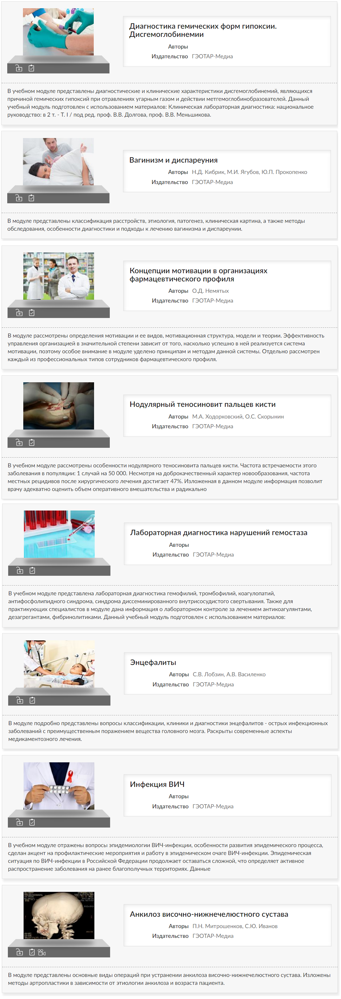 Диагностика гемических форм гипоксии.
Дисгемоглобинемии
Авторы
Издательство ГЭОТАР-Медиа
В учебном модуле представлены диагностические и клинические характеристики дисгемоглобинемий, являющихся
причиной гемических гипоксий при отравлениях угарным газом и действии метгемоглобинобразователей. Данный
учебный модуль подготовлен с использованием материалов: Клиническая лабораторная диагностика: национальное
руководство: в 2 т. - Т. I / под ред. проф. В.В. Долгова, проф. В.В. Меньшикова.
Вагинизм и диспареуния
Авторы Н.Д. Кибрик, М.И. Ягубов, Ю.П. Прокопенко
Издательство ГЭОТАР-Медиа
В модуле представлены классификация расстройств, этиология, патогенез, клиническая картина, а также методы
обследования, особенности диагностики и подходы к лечению вагинизма и диспареунии.
Концепции мотивации в организациях
фармацевтического профиля
Авторы О.Д. Немятых
Издательство ГЭОТАР-Медиа
В модуле рассмотрены определения мотивации и ее видов, мотивационная структура, модели и теории. Эффективность
управления организацией в значительной степени зависит от того, насколько успешно в ней реализуется система
мотивации, поэтому особое внимание в модуле уделено принципам и методам данной системы. Отдельно рассмотрен
каждый из профессиональных типов сотрудников фармацевтического профиля.
Нодулярный теносиновит пальцев кисти
Авторы М.А. Ходорковский, О.С. Скорынин
Издательство ГЭОТАР-Медиа
В учебном модуле рассмотрены особенности нодулярного теносиновита пальцев кисти. Частота встречаемости этого
заболевания в популяции: 1 случай на 50 000. Несмотря на доброкачественный характер новообразования, частота
местных рецидивов после хирургического лечения достигает 47%. Изложенная в данном модуле информация позволит
врачу адекватно оценить объем оперативного вмешательства и радикально
Лабораторная диагностика нарушений гемостаза
Авторы
Издательство ГЭОТАР-Медиа
В учебном модуле представлена лабораторная диагностика гемофилий, тромбофилий, коагулопатий,
антифосфолипидного синдрома, синдрома диссеминированного внутрисосудистого свертывания. Также для
практикующих специалистов в модуле дана информация о лабораторном контроле за лечением антикоагулянтами,
дезагрегантами, фибринолитиками. Данный учебный модуль подготовлен с использованием материалов:
Энцефалиты
Авторы С.В. Лобзин, А.В. Василенко
Издательство ГЭОТАР-Медиа
В модуле подробно представлены вопросы классификации, клиники и диагностики энцефалитов - острых инфекционных
заболеваний с преимущественным поражением вещества головного мозга. Раскрыты современные аспекты
медикаментозного лечения.
Инфекция ВИЧ
Авторы
Издательство ГЭОТАР-Медиа
В учебном модуле отражены вопросы эпидемиологии ВИЧ-инфекции, особенности развития эпидемического процесса,
сделан акцент на профилактические мероприятия и работу в эпидемическом очаге ВИЧ-инфекции. Эпидемическая
ситуация по ВИЧ-инфекции в Российской Федерации продолжает оставаться сложной, что определяет активное
распространение заболевания на ранее благополучных территориях. Данные
Анкилоз височно-нижнечелюстного сустава
Авторы П.Н. Митрошенков, С.Ю. Иванов
Издательство ГЭОТАР-Медиа
В модуле представлены основные виды операций при устранении анкилоза височно-нижнечелюстного сустава. Изложены
методы артропластики в зависимости от этиологии анкилоза и возраста пациента.